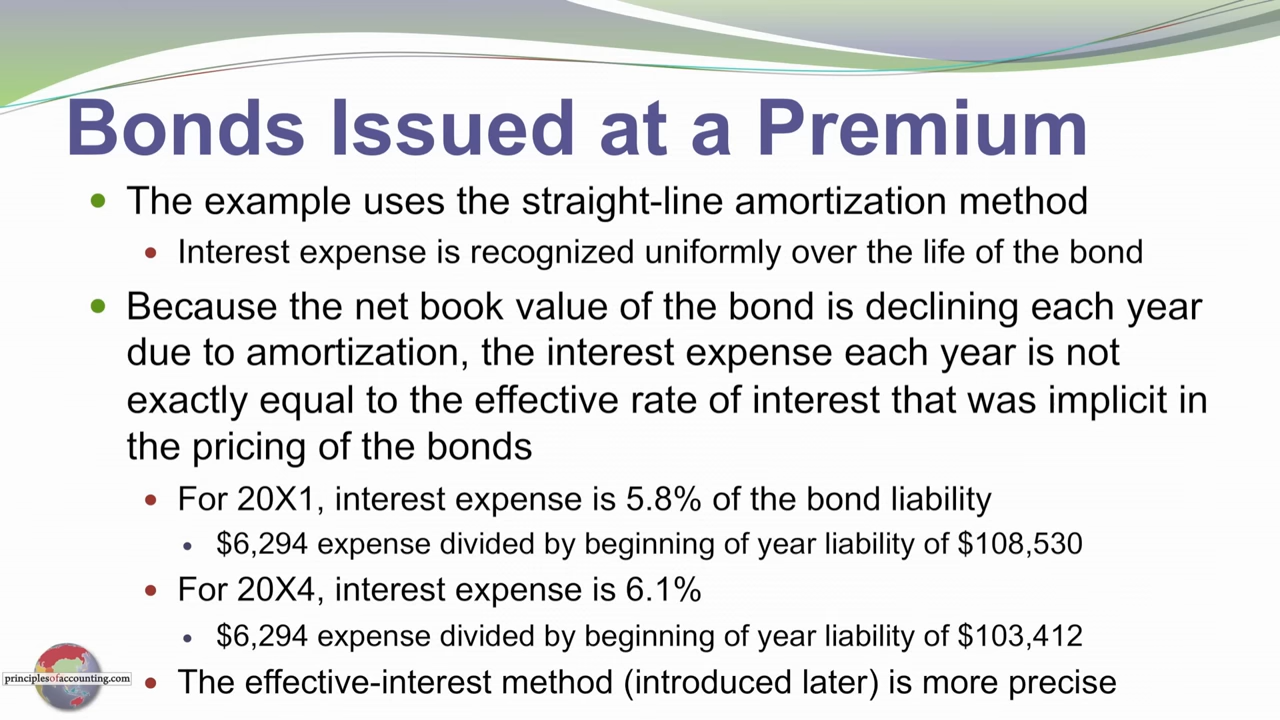 Bonds Issued at a Premium
• The example uses the straight-line amortization method
• Interest expense is recognized uniformly over the life of the bond
• Because the net book value of the bond is declining each year
due to amortization, the interest expense each year is not
exactly equal to the effective rate of interest that was implicit in
the pricing of the bonds
• For 20X1, interest expense is 5.8% of the bond liability
• $6,294 expense divided by beginning of year liability of $108,530
• For 20X4, interest expense is 6.1%
• $6,294 expense divided by beginning of year liability of $103,412
• The effective-interest method (introduced later) is more precise
principlesofaccounting.com